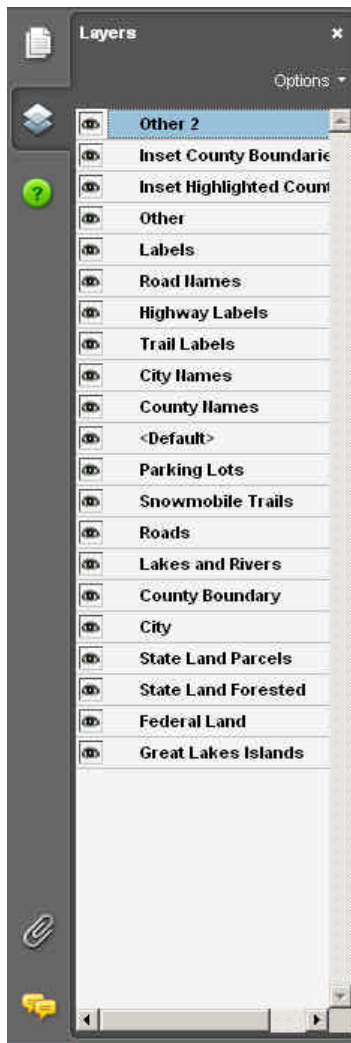 Layers
Options
Other 2
Inset County Boundarie
Inset Highlighted Count
Other
Labels
Road Names
Highway Labels
Trail Labels
City Names
County Names
<Default>
Parking Lots
Snowmobile Trails
Roads
Lakes and Rivers
County Boundary
City
State Land Parcels
State Land Forested
Federal Land
Great Lakes Islands